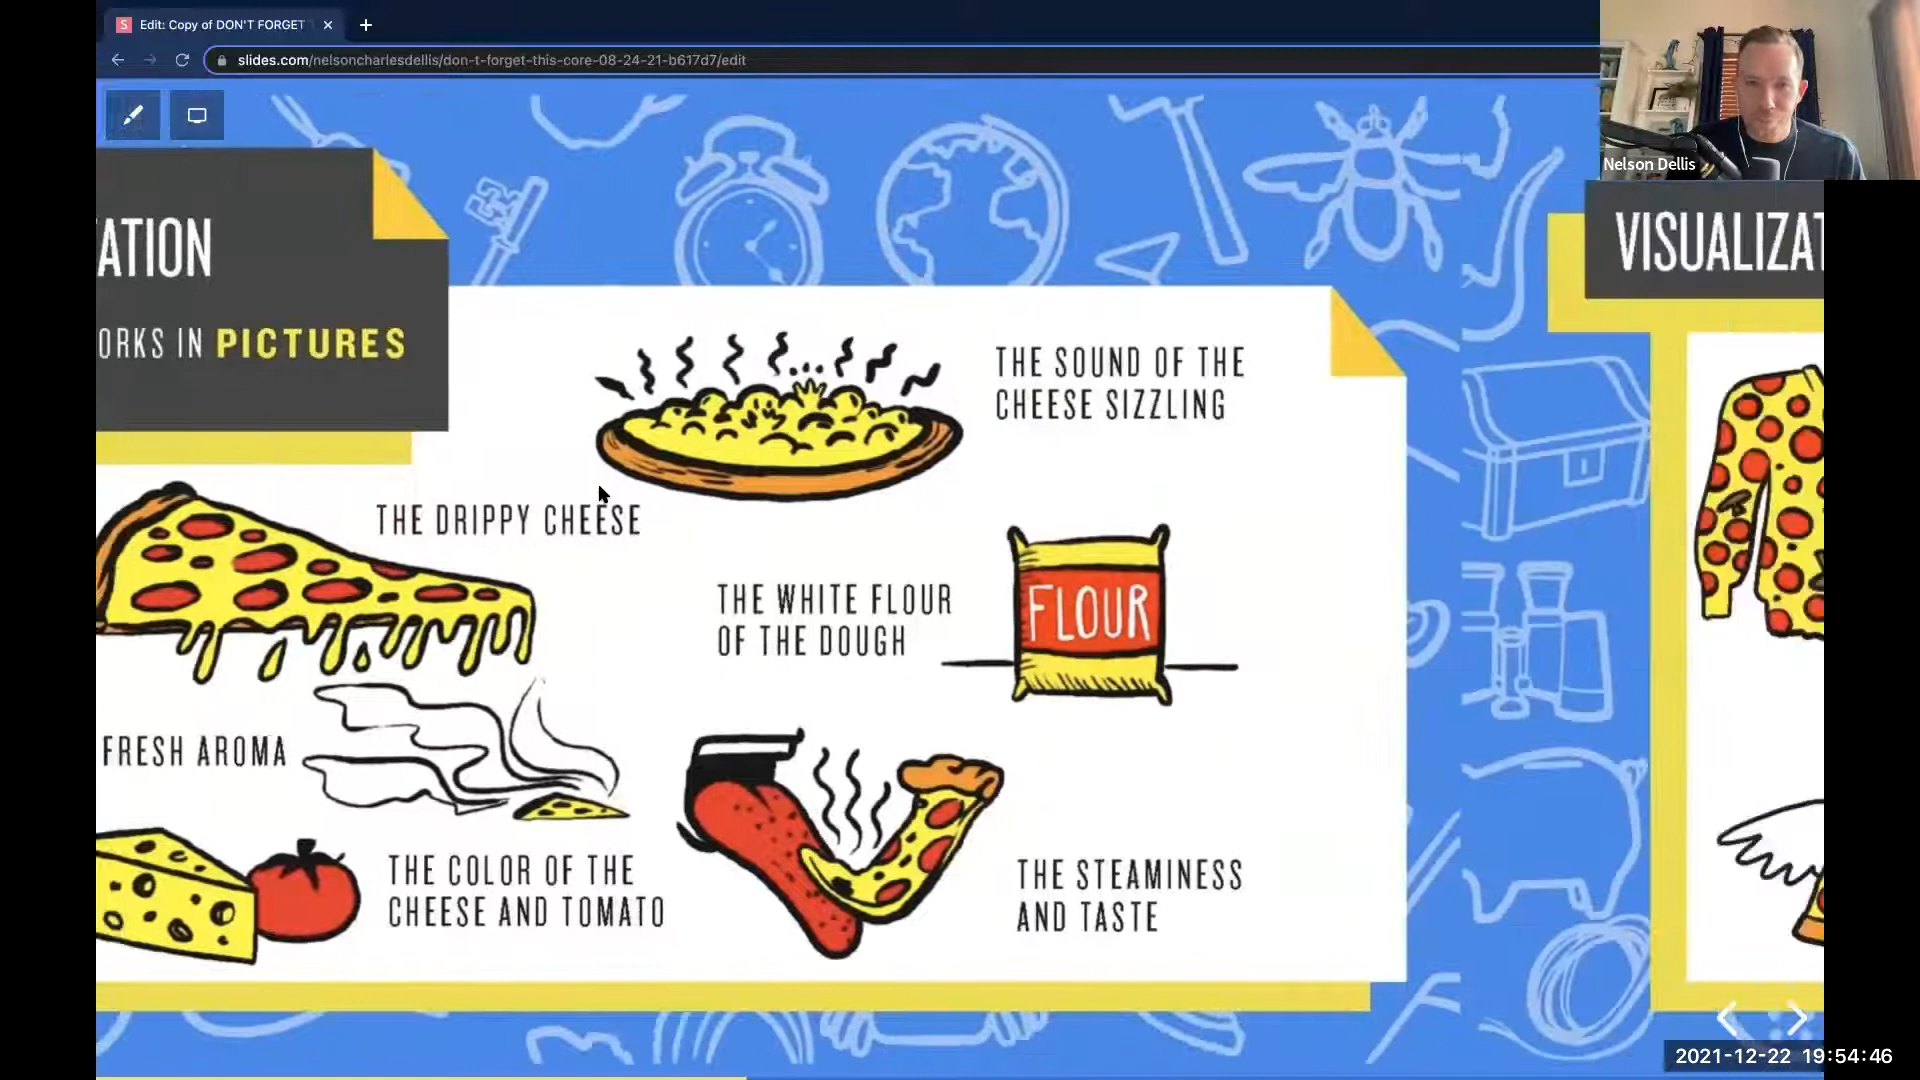 Edit: Copy of DON'T FORGET
slides.com/nelsoncharlesdellis/don-t-forget-this-core-08-24-21-b617d7/edit
Nelson Dellis
ATION
ORKS IN PICTURES
VISUALIZAT
THE SOUND OF THE
CHEESE SIZZLING
THE DRIPPY CHEESE
THE WHITE FLOUR
OF THE DOUGH
FLOUR
FRESH AROMA
THE COLOR OF THE
CHEESE AND TOMATO
THE STEAMINESS
AND TASTE
2021-12-22 19:54:46